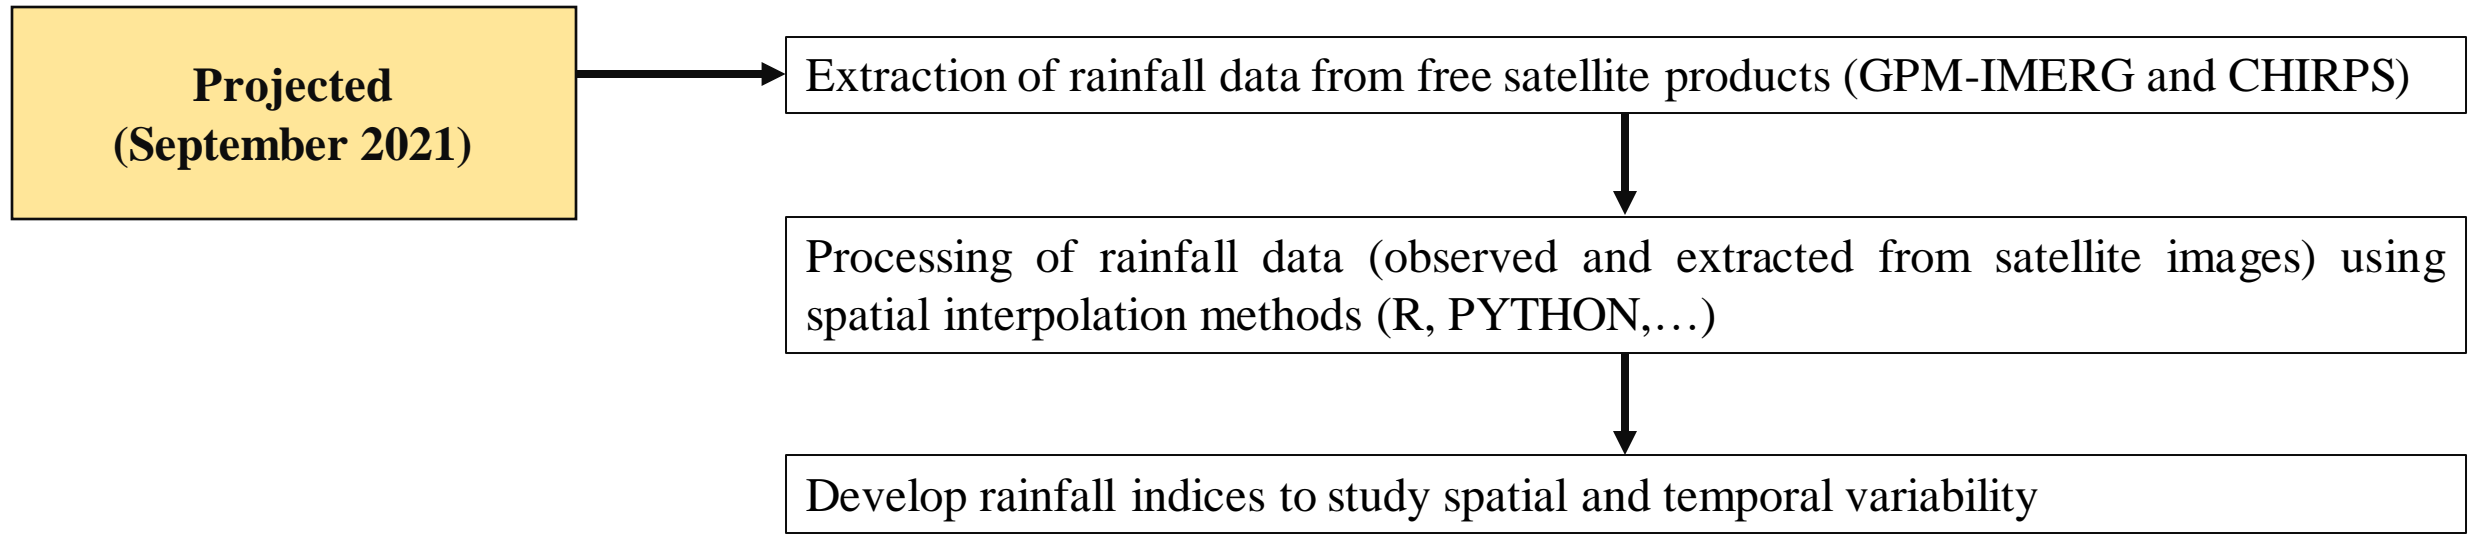 Projected
(September 2021)
Extraction of rainfall data from free satellite products (GPM-IMERG and CHIRPS)
Processing of rainfall data (observed and extracted from satellite images) using
spatial interpolation methods (R, PYTHON,…)
Develop rainfall indices to study spatial and temporal variability